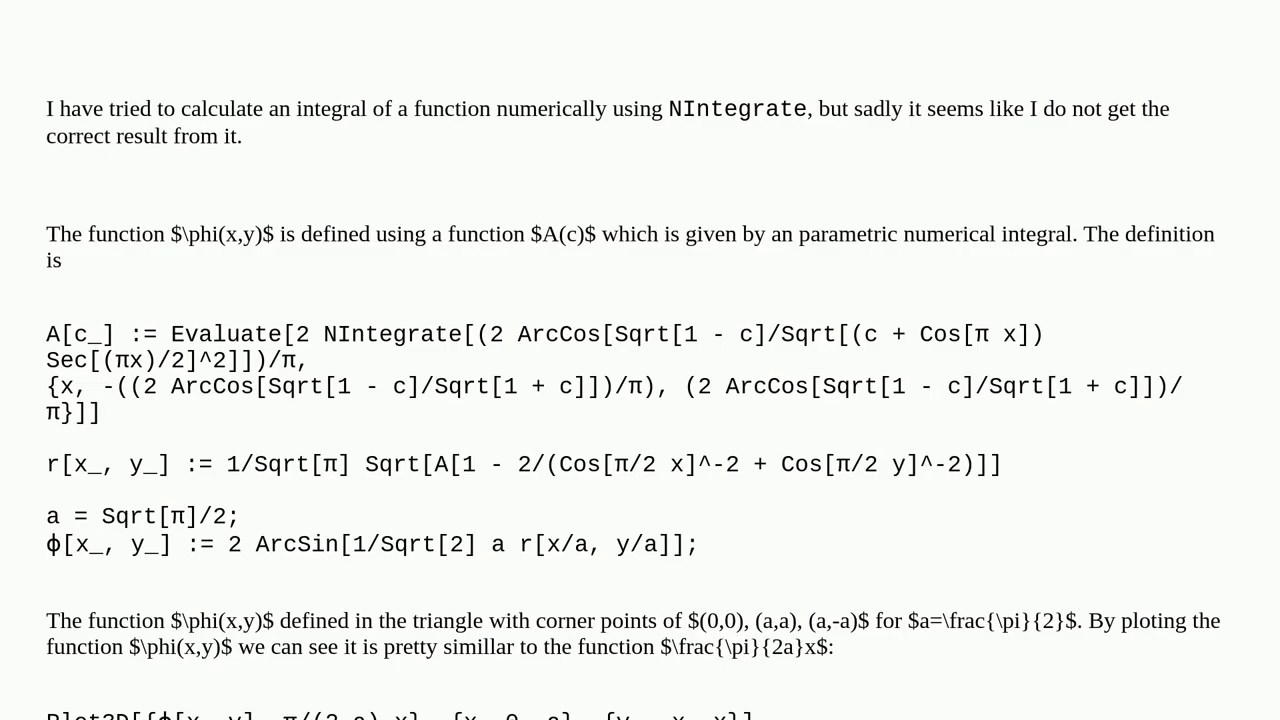 I have tried to calculate an integral of a function numerically using NIntegrate, but sadly it seems like I do not get the
correct result from it.
The function $\phi(x,y)$ is defined using a function $A(c)$ which is given by an parametric numerical integral. The definition
is
A[c_] := Evaluate[2 NIntegrate[(2 ArcCos[Sqrt[1 - c]/Sqrt[(c + Cos[π x])
Sec[(πx)/2]^2]])/π,
{x, -((2 ArcCos[Sqrt[1 - c]/Sqrt[1 + c]])/π), (2 ArcCos[Sqrt[1 - c]/Sqrt[1 + c]])/
π}]]
r[x_, y_] := 1/Sqrt[π] Sqrt[A[1 - 2/(Cos[π/2 x]^-2 + Cos[π/2 y]^-2)]]
a = Sqrt[π]/2;
ϕ[x_, y_] := 2 ArcSin[1/Sqrt[2] a r[x/a, y/a]];
The function $\phi(x,y)$ defined in the triangle with corner points of $(0,0), (a,a), (a,-a)$ for $a=\frac{\pi}{2}$. By ploting the
function $\phi(x,y)$ we can see it is pretty simillar to the function $\frac{\pi}{2a}x$:
Plot3D[{ϕ[x, y], π/(2 a) x}, {x, 0, a}, {y, -x, x}]